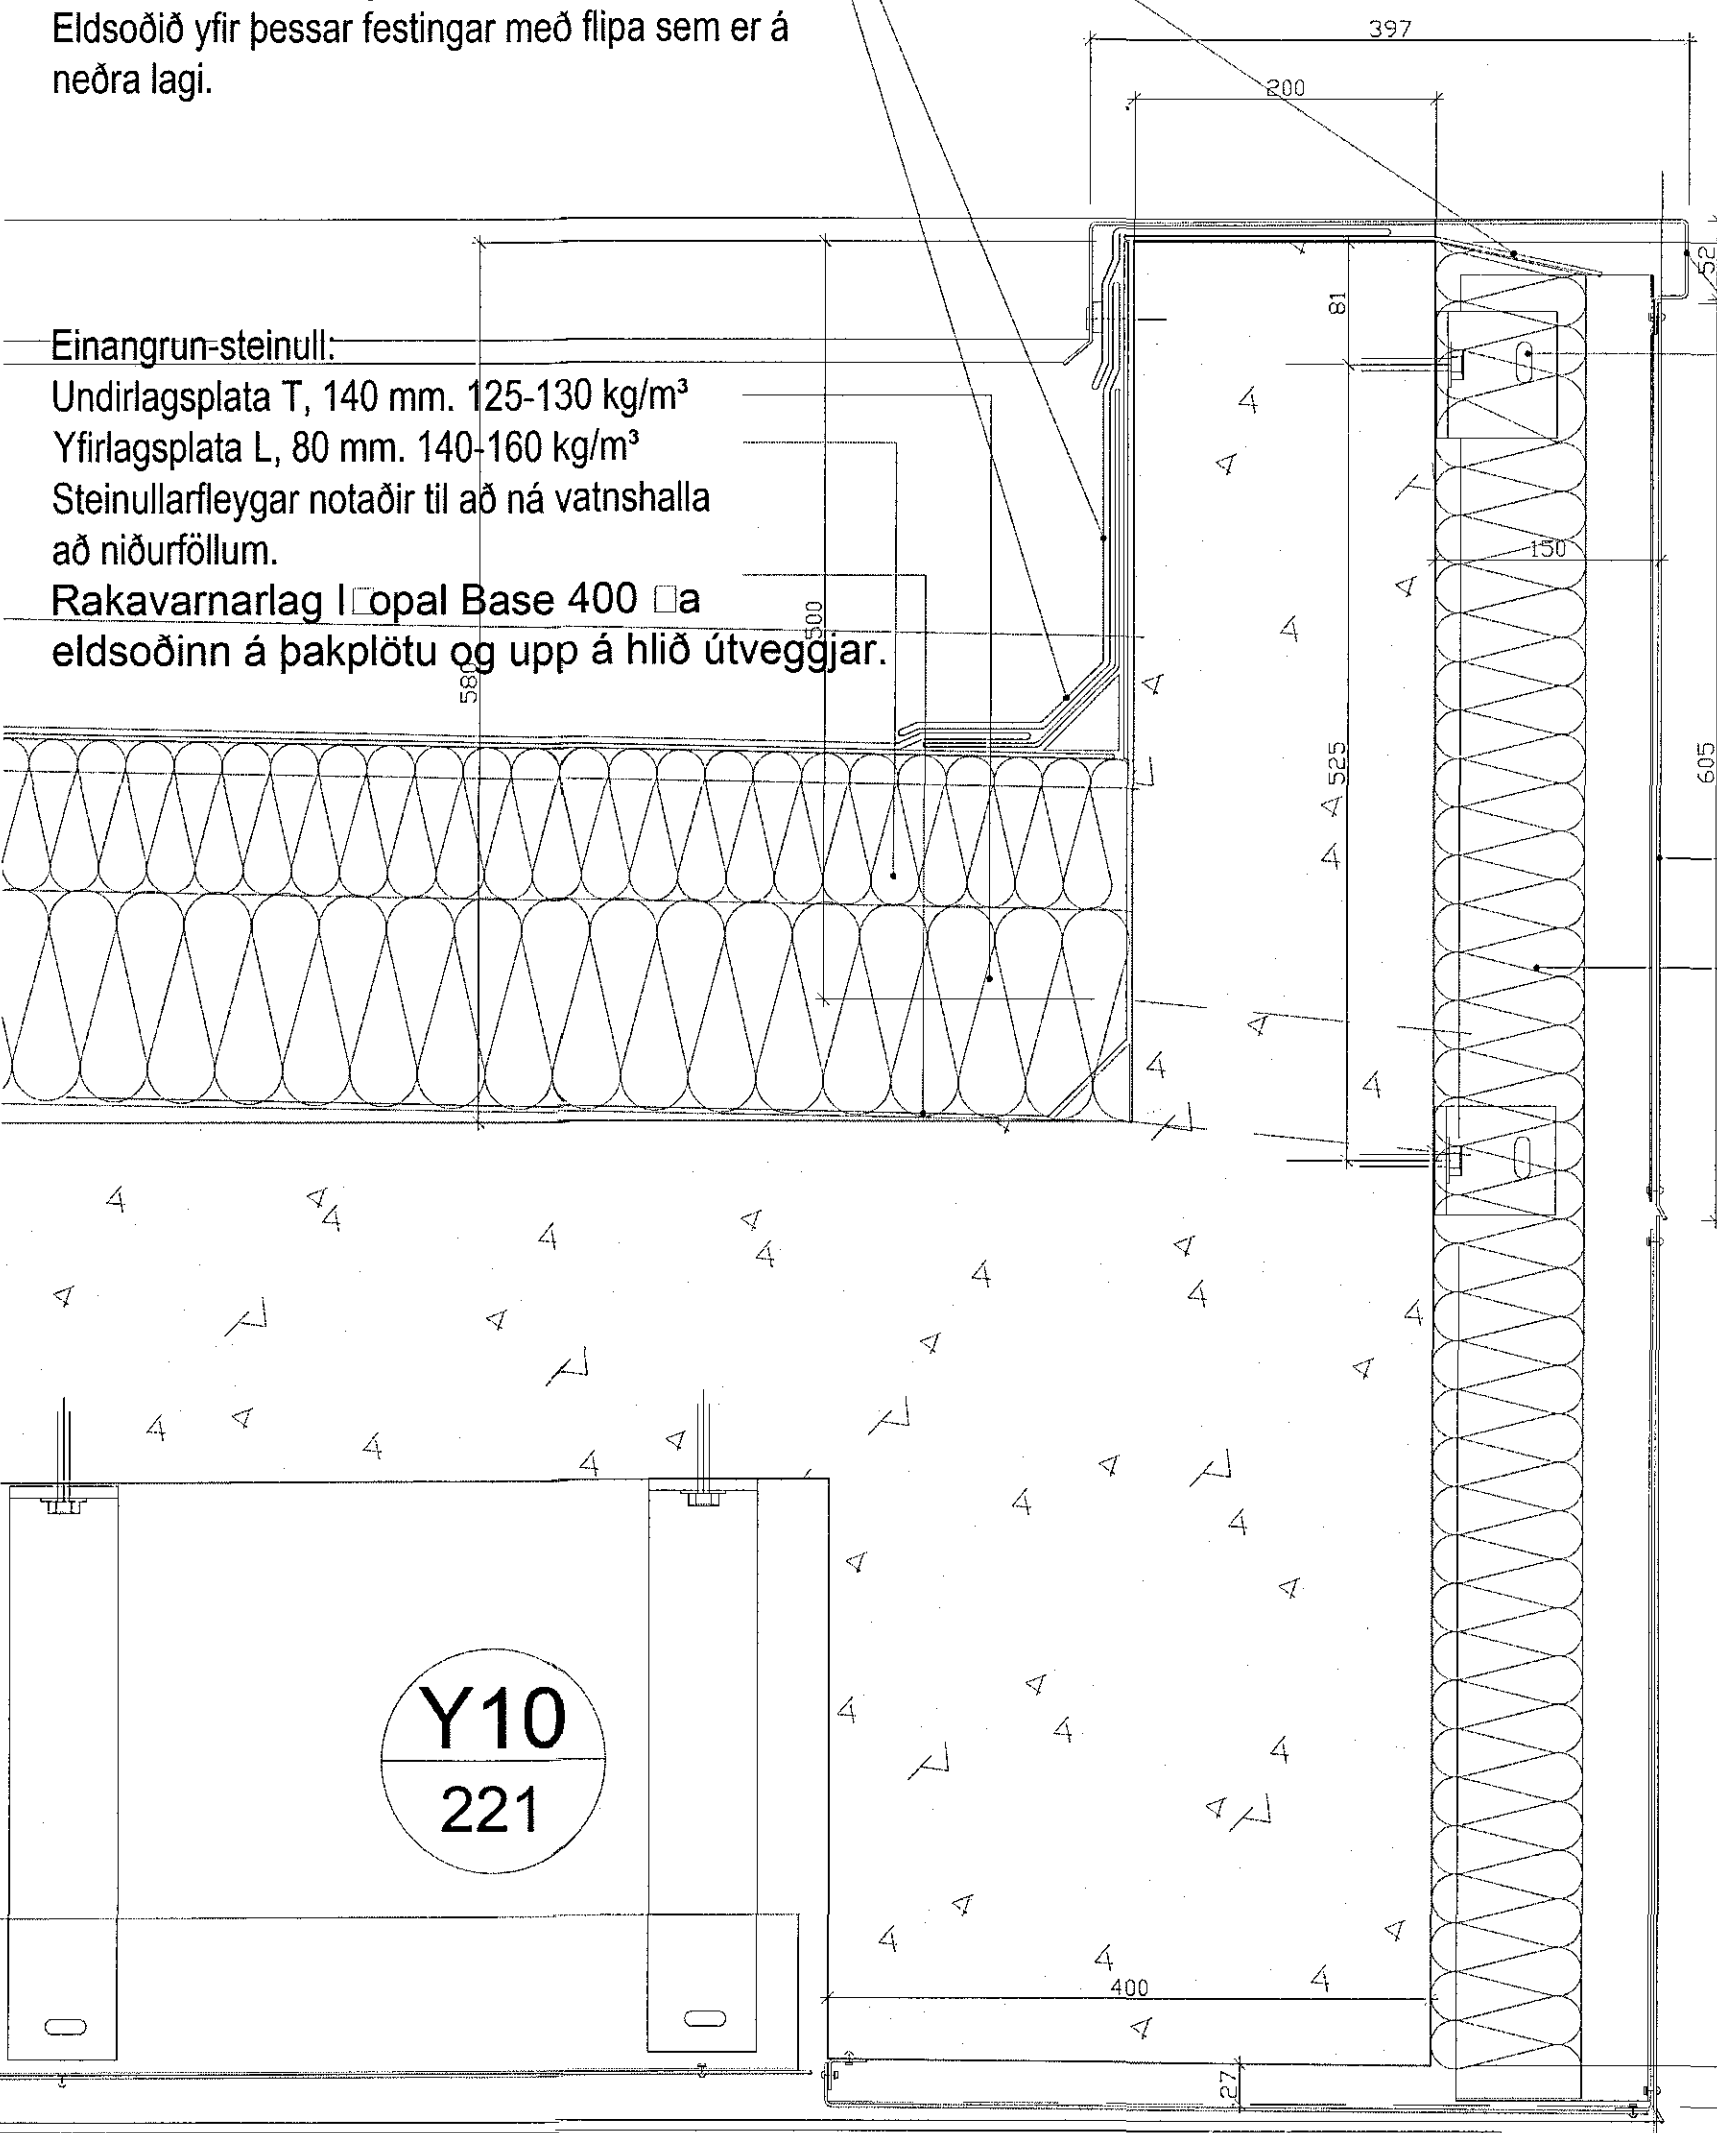 Eldsoðið yfir þessar festingar með flipa sem er á
neðra lagi.
397
200
52
81
Einangrun-steinull:
Undirlagsplata T, 140 mm. 125-130 kg/m³
Yfirlagsplata L, 80 mm. 140-160 kg/m³
Steinullarfleygar notaðir til að ná vatnshalla
að niðurföllum.
Rakavarnarlag I□opal Base 400 □a
eldsoðinn á þakplötu og upp á hlið útveggjar.
150
500
580
525
605
Y10
221
400
27